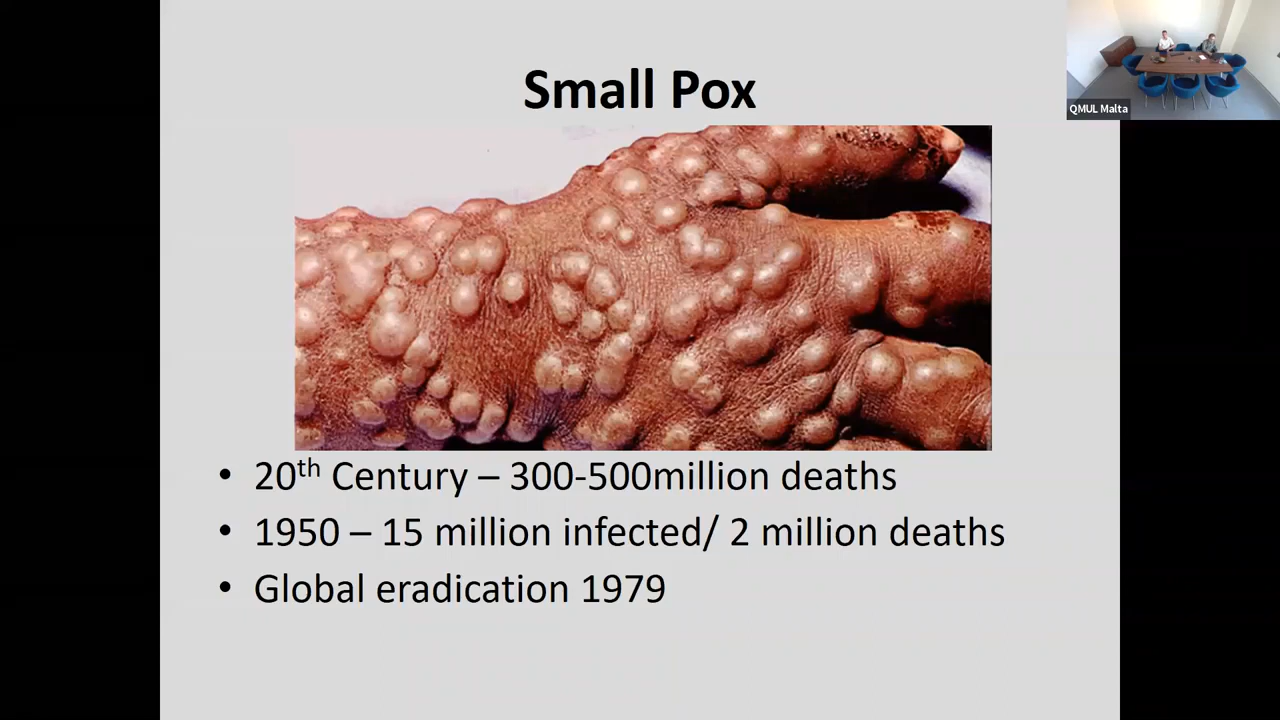 Small Pox
QMUL Malta
• 20th Century – 300-500million deaths
• 1950 – 15 million infected/ 2 million deaths
• Global eradication 1979